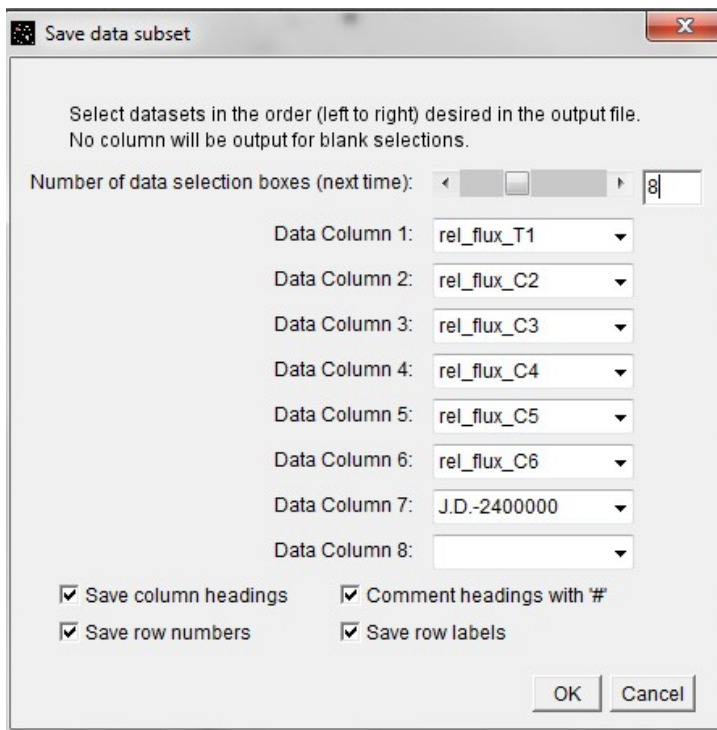 Save data subset
Select datasets in the order (left to right) desired in the output file.
No column will be output for blank selections.
Number of data selection boxes (next time): 8
Data Column 1: rel_flux_T1
Data Column 2: rel_flux_C2
Data Column 3: rel_flux_C3
Data Column 4: rel_flux_C4
Data Column 5: rel_flux_C5
Data Column 6: rel_flux_C6
Data Column 7: J.D.-2400000
Data Column 8:
Save column headings Comment headings with '#'
Save row numbers Save row labels
OK Cancel